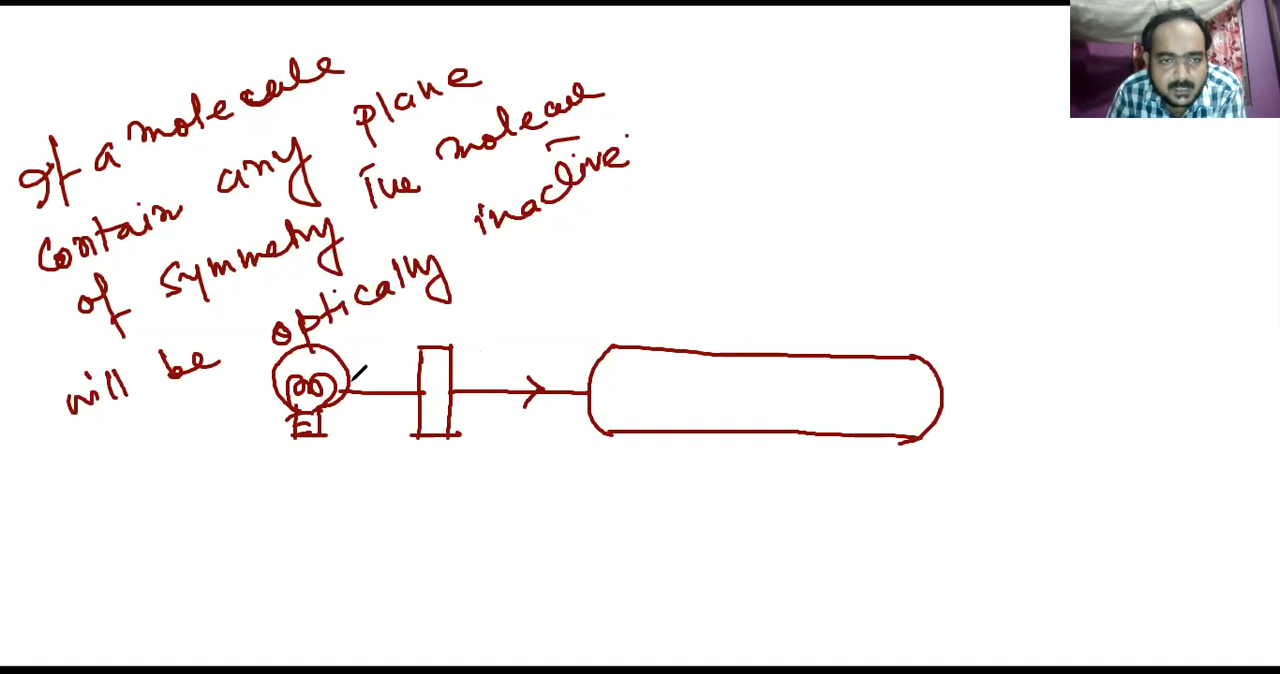 If a molecule
contain any plane
of symmetry the molecule
will be optically inactive